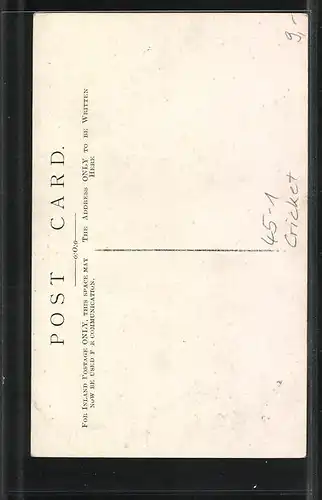 POST CARD.
o:O:o
FOR INLAND POSTAGE ONLY, THIS SPACE MAY
NOW BE USED F R COMMUNICATION.
THE ADDRESS ONLY TO BE WRITTEN
HERE
45-1
Cricket
9,-